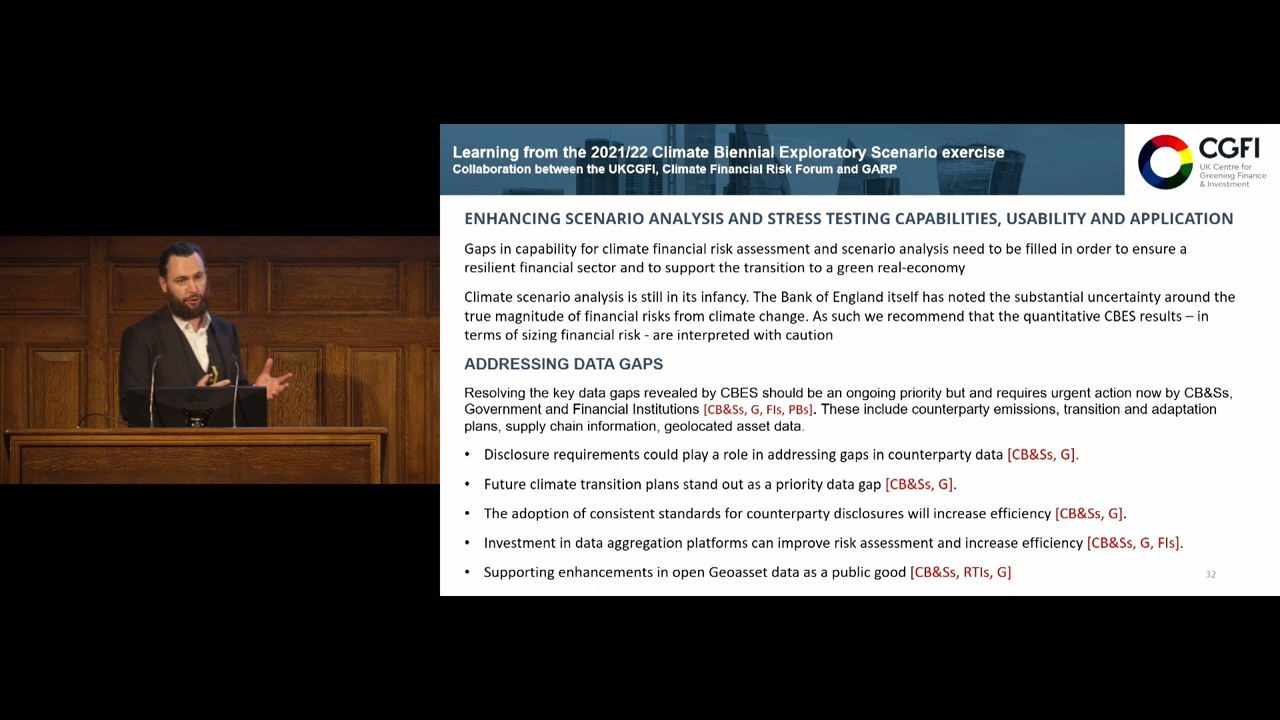 Learning from the 2021/22 Climate Biennial Exploratory Scenario exercise
Collaboration between the UKCGFI, Climate Financial Risk Forum and GARP
CGFI
UK Centre for
Greening Finance
& Investment
ENHANCING SCENARIO ANALYSIS AND STRESS TESTING CAPABILITIES, USABILITY AND APPLICATION
Gaps in capability for climate financial risk assessment and scenario analysis need to be filled in order to ensure a
resilient financial sector and to support the transition to a green real-economy
Climate scenario analysis is still in its infancy. The Bank of England itself has noted the substantial uncertainty around the
true magnitude of financial risks from climate change. As such we recommend that the quantitative CBES results – in
terms of sizing financial risk - are interpreted with caution
ADDRESSING DATA GAPS
Resolving the key data gaps revealed by CBES should be an ongoing priority but and requires urgent action now by CB&Ss,
Government and Financial Institutions [CB&Ss, G, FIs, PBs]. These include counterparty emissions, transition and adaptation
plans, supply chain information, geolocated asset data.
• Disclosure requirements could play a role in addressing gaps in counterparty data [CB&Ss, G].
• Future climate transition plans stand out as a priority data gap [CB&Ss, G].
• The adoption of consistent standards for counterparty disclosures will increase efficiency [CB&Ss, G].
• Investment in data aggregation platforms can improve risk assessment and increase efficiency [CB&Ss, G, FIs].
• Supporting enhancements in open Geoasset data as a public good [CB&Ss, RTIs, G]
32